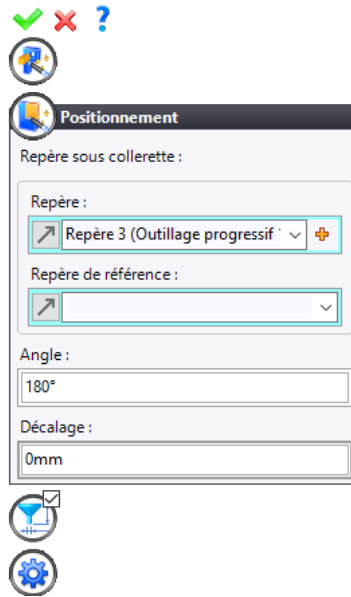 ?
Positionnement
Repère sous collerette :
Repère :
Repère 3 (Outillage progressif
Repère de référence :
Angle :
180°
Décalage :
0mm